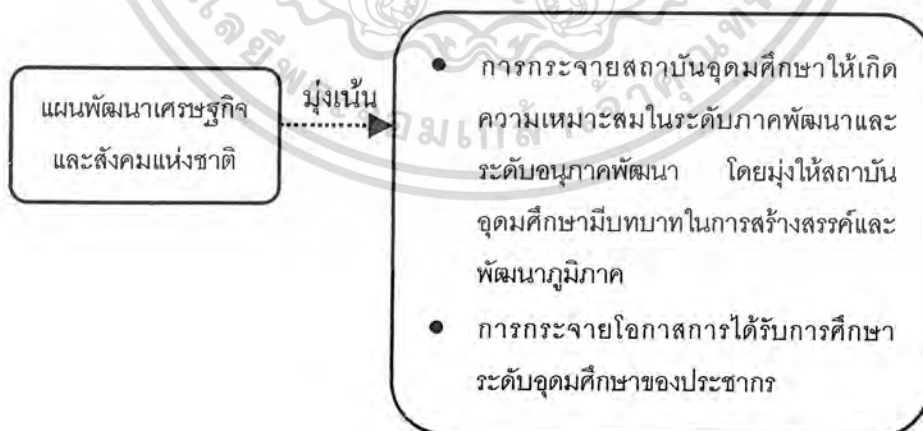 แผนพัฒนาเศรษฐกิจ
และสังคมแห่งชาติ
มุ่งเน้น
● การกระจายสถาบันอุดมศึกษาให้เกิด
ความเหมาะสมในระดับภาคพัฒนาและ
ระดับอนุภาคพัฒนา โดยมุ่งให้สถาบัน
อุดมศึกษามีบทบาทในการสร้างสรรค์และ
พัฒนาภูมิภาค
● การกระจายโอกาสการได้รับการศึกษา
ระดับอุดมศึกษาของประชากร